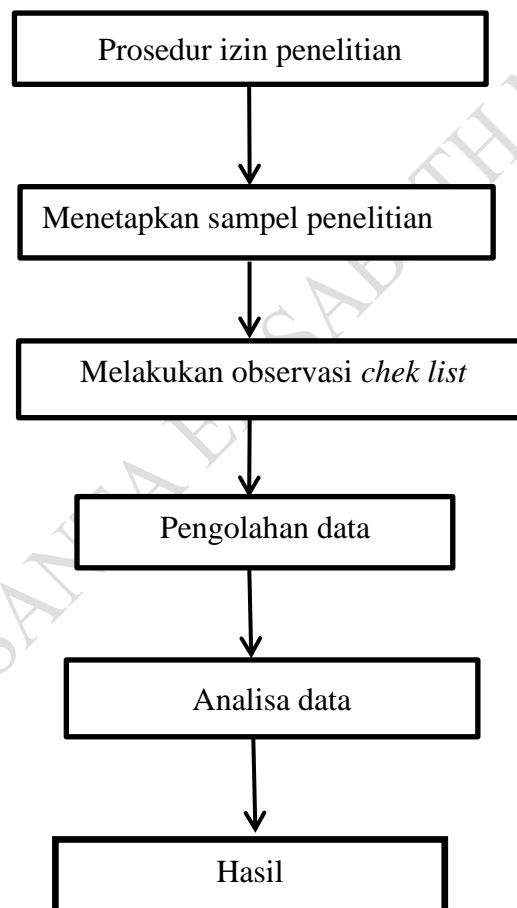 Prosedur izin penelitian
Menetapkan sampel penelitian
Melakukan observasi chek list
Pengolahan data
Analisa data
Hasil